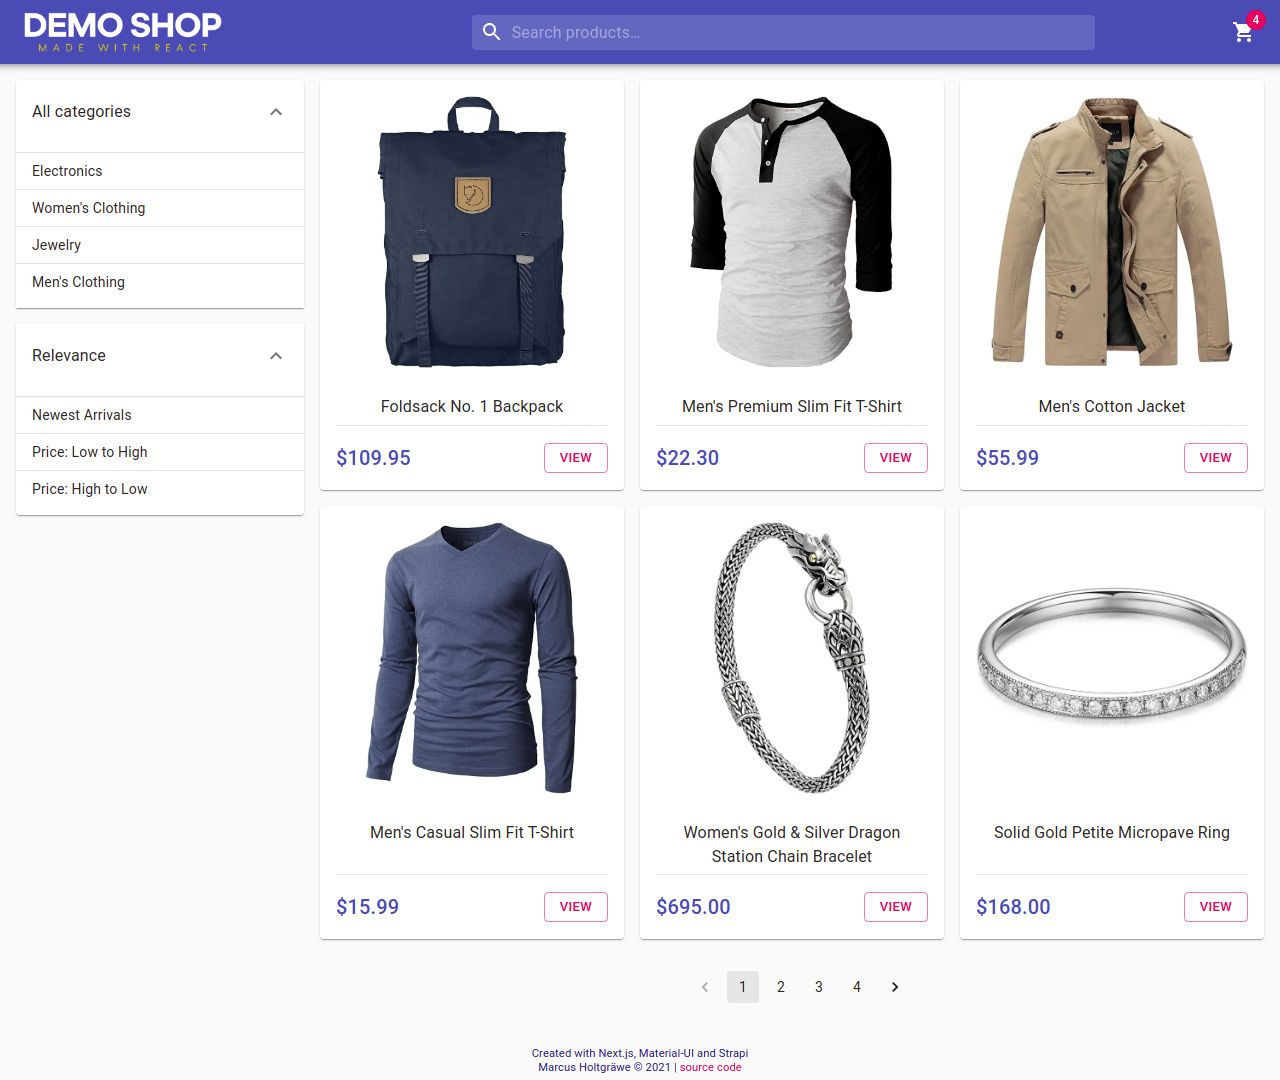 DEMO SHOP
MADE WITH REACT
Search products...
4
All categories
Electronics
Women's Clothing
Jewelry
Men's Clothing
Relevance
Newest Arrivals
Price: Low to High
Price: High to Low
Foldsack No. 1 Backpack
$109.95
VIEW
Men's Premium Slim Fit T-Shirt
$22.30
VIEW
Men's Cotton Jacket
$55.99
VIEW
Men's Casual Slim Fit T-Shirt
$15.99
VIEW
Women's Gold & Silver Dragon
Station Chain Bracelet
$695.00
VIEW
Solid Gold Petite Micropave Ring
$168.00
VIEW
1 2 3 4
Created with Next.js, Material-UI and Strapi
Marcus Holtgräwe © 2021 | source code